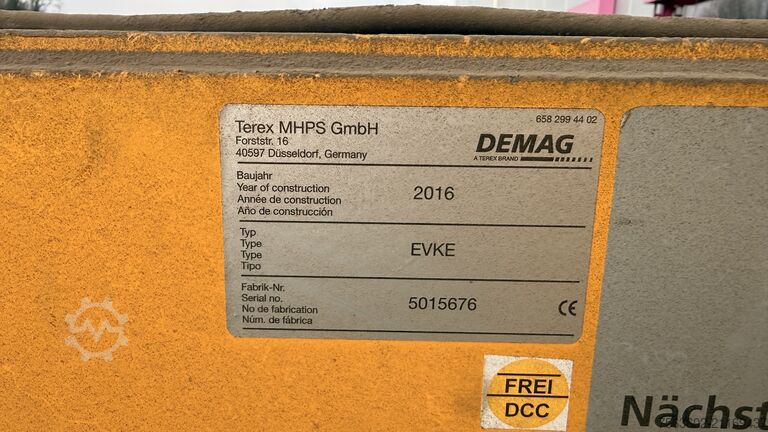 658 299 44 02
Terex MHPS GmbH
Forststr. 16
40597 Düsseldorf, Germany
DEMAG
A TEREX BRAND
Baujahr
Year of construction
Année de construction
Año de construcción
2016
Typ
Type
Type
Tipo
EVKE
Fabrik-Nr.
Serial no.
No de fabrication
Núm. de fábrica
5015676
CE
FREI
DCC
Nächst